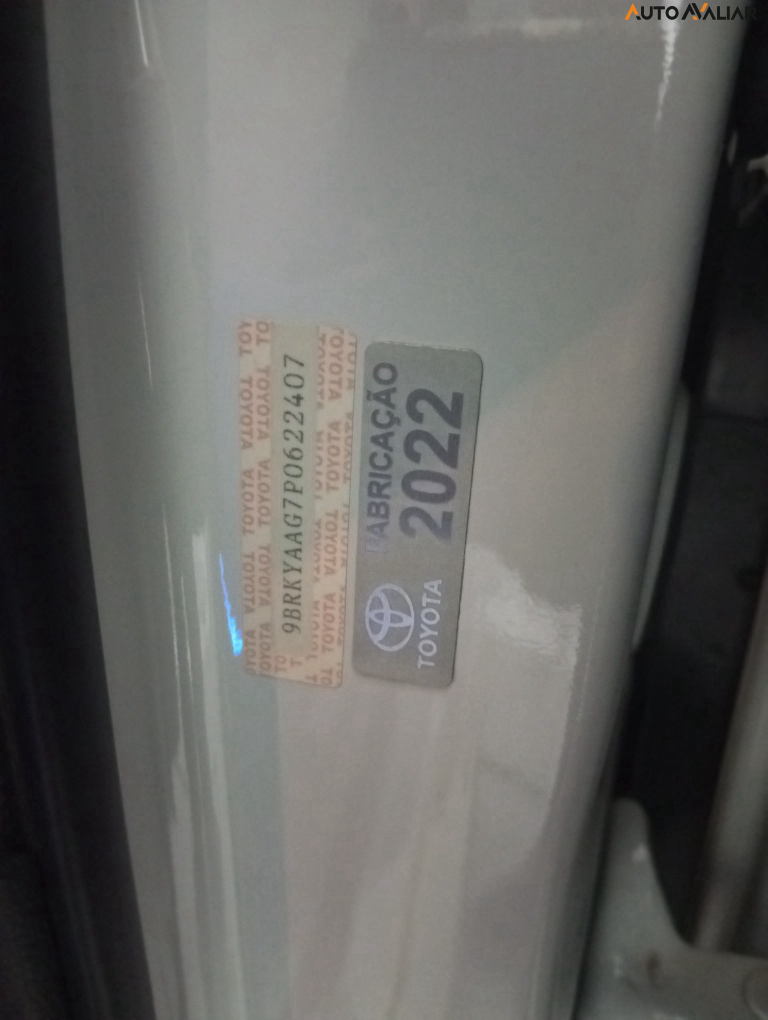 AUTO AVALIAR
9BRKYAAG7P0622407
FABRICAÇÃO
2022
TOYOTA